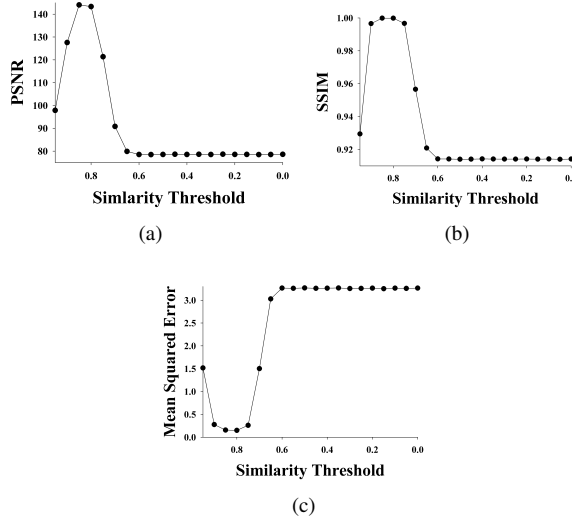 140
130
120
110
100
90
80
PSNR
0.8 0.6 0.4 0.2 0.0
Simlarity Threshold
(a)
1.00
0.98
0.96
0.94
0.92
SSIM
0.8 0.6 0.4 0.2 0.0
Similarity Threshold
(b)
3.0
2.5
2.0
1.5
1.0
0.5
0.0
Mean Squared Error
0.8 0.6 0.4 0.2 0.0
Similarity Threshold
(c)